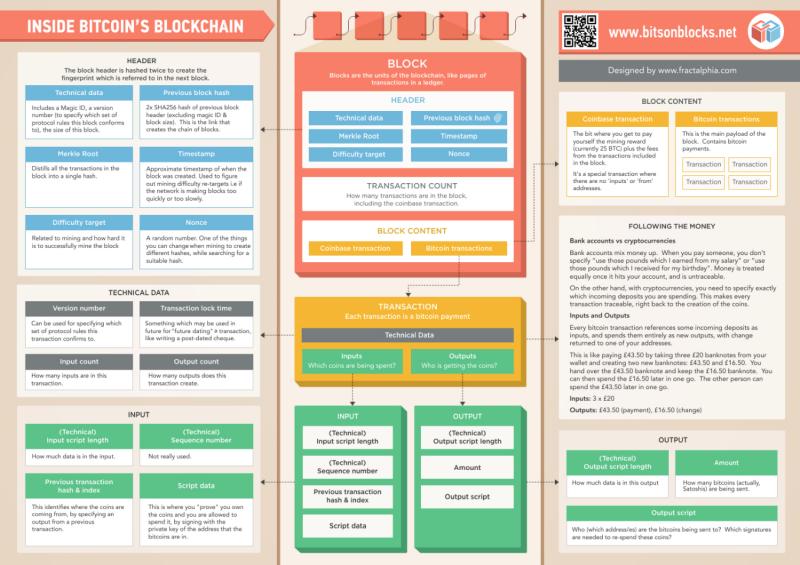 INSIDE BITCOIN'S BLOCKCHAIN
HEADER
The block header is hashed twice to create the
fingerprint which is referred to in the next block.
Technical data
Includes a Magic ID, a version
number (to specify which set of
protocol rules this block conforms
to), the size of this block.
Previous block hash
2x SHA256 hash of previous block
header (excluding magic ID &
block size). This is the link that
creates the chain of blocks.
Merkle Root
Distills all the transactions in the
block into a single hash.
Timestamp
Approximate timestamp of when the
block was created. Used to figure
out mining difficulty re-targets i.e if
the network is making blocks too
quickly or too slowly.
Difficulty target
Related to mining and how hard it
is to successfully mine the block
Nonce
A random number. One of the things
you can change when mining to create
different hashes, while searching for a
suitable hash.
TECHNICAL DATA
Version number
Can be used for specifying which
set of protocol rules this
transaction confirms to.
Transaction lock time
Something which may be used in
future for "future dating" a transaction,
like writing a post-dated cheque.
Input count
How many inputs are in this
transaction.
Output count
How many outputs does this
transaction create.
INPUT
(Technical)
Input script length
How much data is in the input.
(Technical)
Sequence number
Not really used.
Previous transaction
hash & index
This identifies where the coins are
coming from, by specifying an
output from a previous
transaction.
Script data
This is where you "prove" you own
the coins and you are allowed to
spend it, by signing with the
private key of the address that the
bitcoins are in.
BLOCK
Blocks are the units of the blockchain, like pages of
transactions in a ledger.
HEADER
Technical data
Previous block hash
Merkle Root
Timestamp
Difficulty target
Nonce
TRANSACTION COUNT
How many transactions are in the block,
including the coinbase transaction.
BLOCK CONTENT
Coinbase transaction
Bitcoin transactions
TRANSACTION
Each transaction is a bitcoin payment
Technical Data
Inputs
Which coins are being spent?
Outputs
Who is getting the coins?
INPUT
(Technical)
Input script length
(Technical)
Sequence number
Previous transaction
hash & index
Script data
OUTPUT
(Technical)
Output script length
Amount
Output script
www.bitsonblocks.net
Designed by www.fractalphia.com
BLOCK CONTENT
Coinbase transaction
The bit where you get to pay
yourself the mining reward
(currently 25 BTC) plus the fees
from the transactions included
in the block.
It's a special transaction where
there are no 'inputs' or 'from'
addresses.
Bitcoin transactions
This is the main payload of the
block. Contains bitcoin
payments.
Transaction
Transaction
Transaction
Transaction
FOLLOWING THE MONEY
Bank accounts vs cryptocurrencies
Bank accounts mix money up. When you pay someone, you don't
specify "use those pounds which I earned from my salary" or "use
those pounds which I received for my birthday". Money is treated
equally once it hits your account, and is untraceable.
On the other hand, with cryptocurrencies, you need to specify exactly
which incoming deposits you are spending. This makes every
transaction traceable, right back to the creation of the coins.
Inputs and Outputs
Every bitcoin transaction references some incoming deposits as
inputs, and spends them entirely as new outputs, with change
returned to one of your addresses.
This is like paying £43.50 by taking three £20 banknotes from your
wallet and creating two new banknotes: £43.50 and £16.50. You
hand over the £43.50 banknote and keep the £16.50 banknote. You
can then spend the £16.50 later in one go. The other person can
spend the £43.50 later in one go.
Inputs: 3 x £20
Outputs: £43.50 (payment), £16.50 (change)
OUTPUT
(Technical)
Output script length
How much data is in this output
Amount
How many bitcoins (actually,
Satoshis) are being sent.
Output script
Who (which address/es) are the bitcoins being sent to? Which signatures
are needed to re-spend these coins?